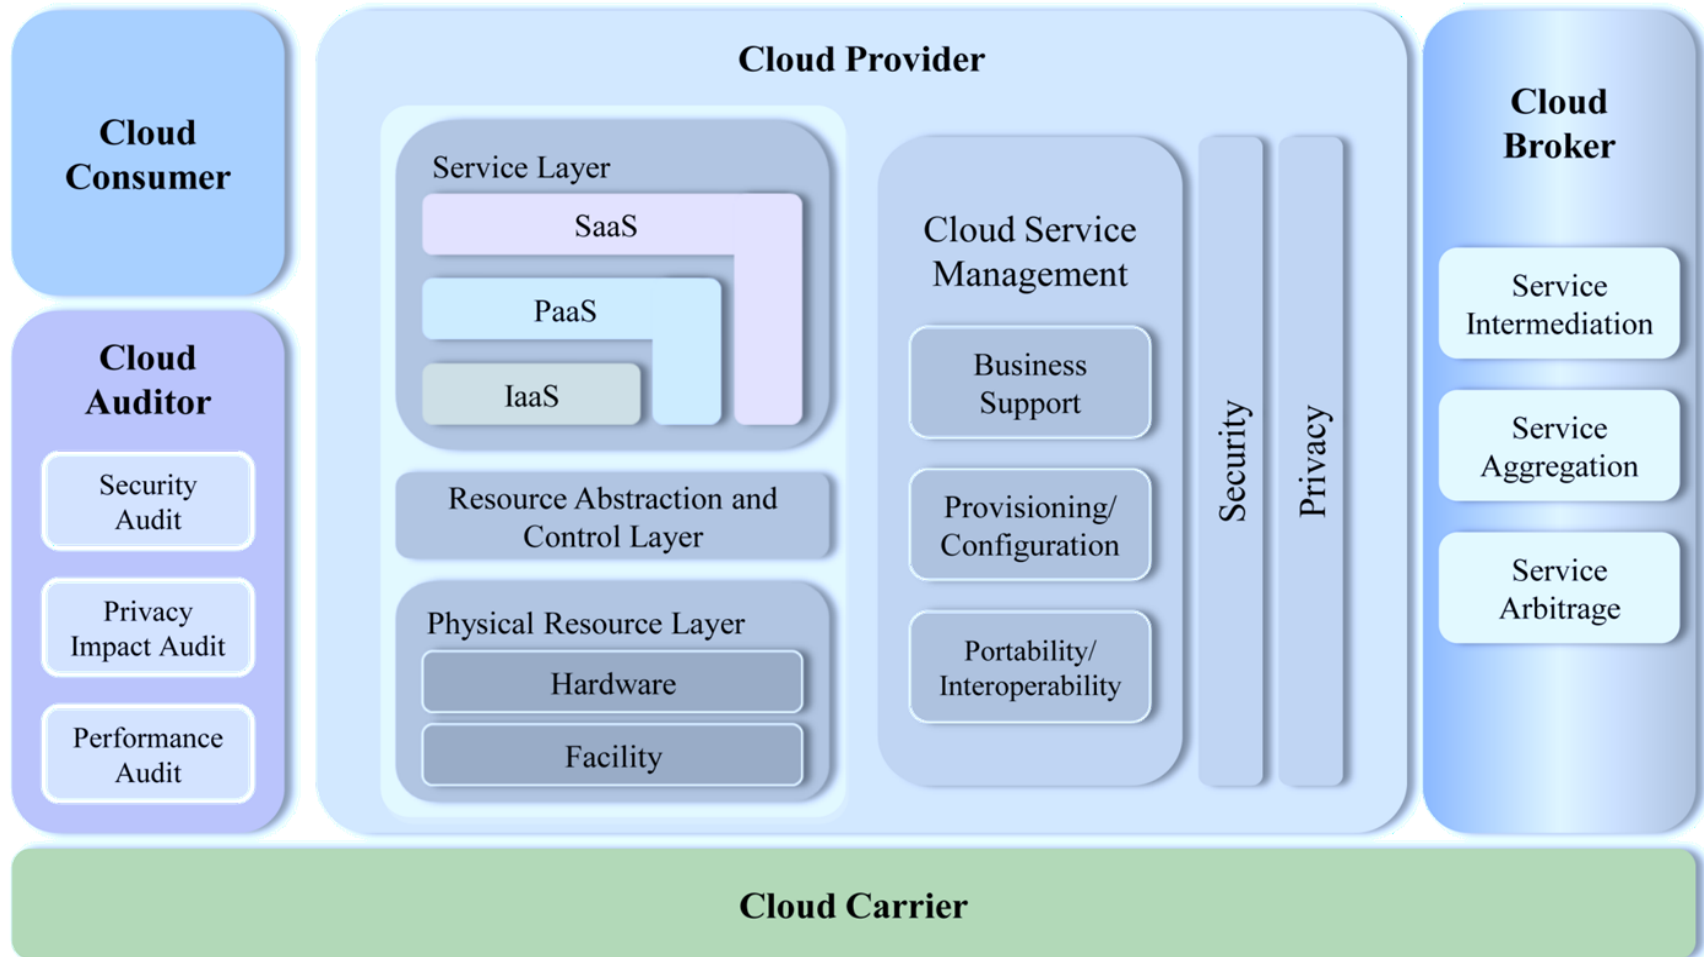 Cloud
Consumer
Cloud
Auditor
Security
Audit
Privacy
Impact Audit
Performance
Audit
Cloud Provider
Service Layer
SaaS
PaaS
IaaS
Resource Abstraction and
Control Layer
Physical Resource Layer
Hardware
Facility
Cloud Service
Management
Business
Support
Provisioning/
Configuration
Portability/
Interoperability
Security
Privacy
Cloud
Broker
Service
Intermediation
Service
Aggregation
Service
Arbitrage
Cloud Carrier